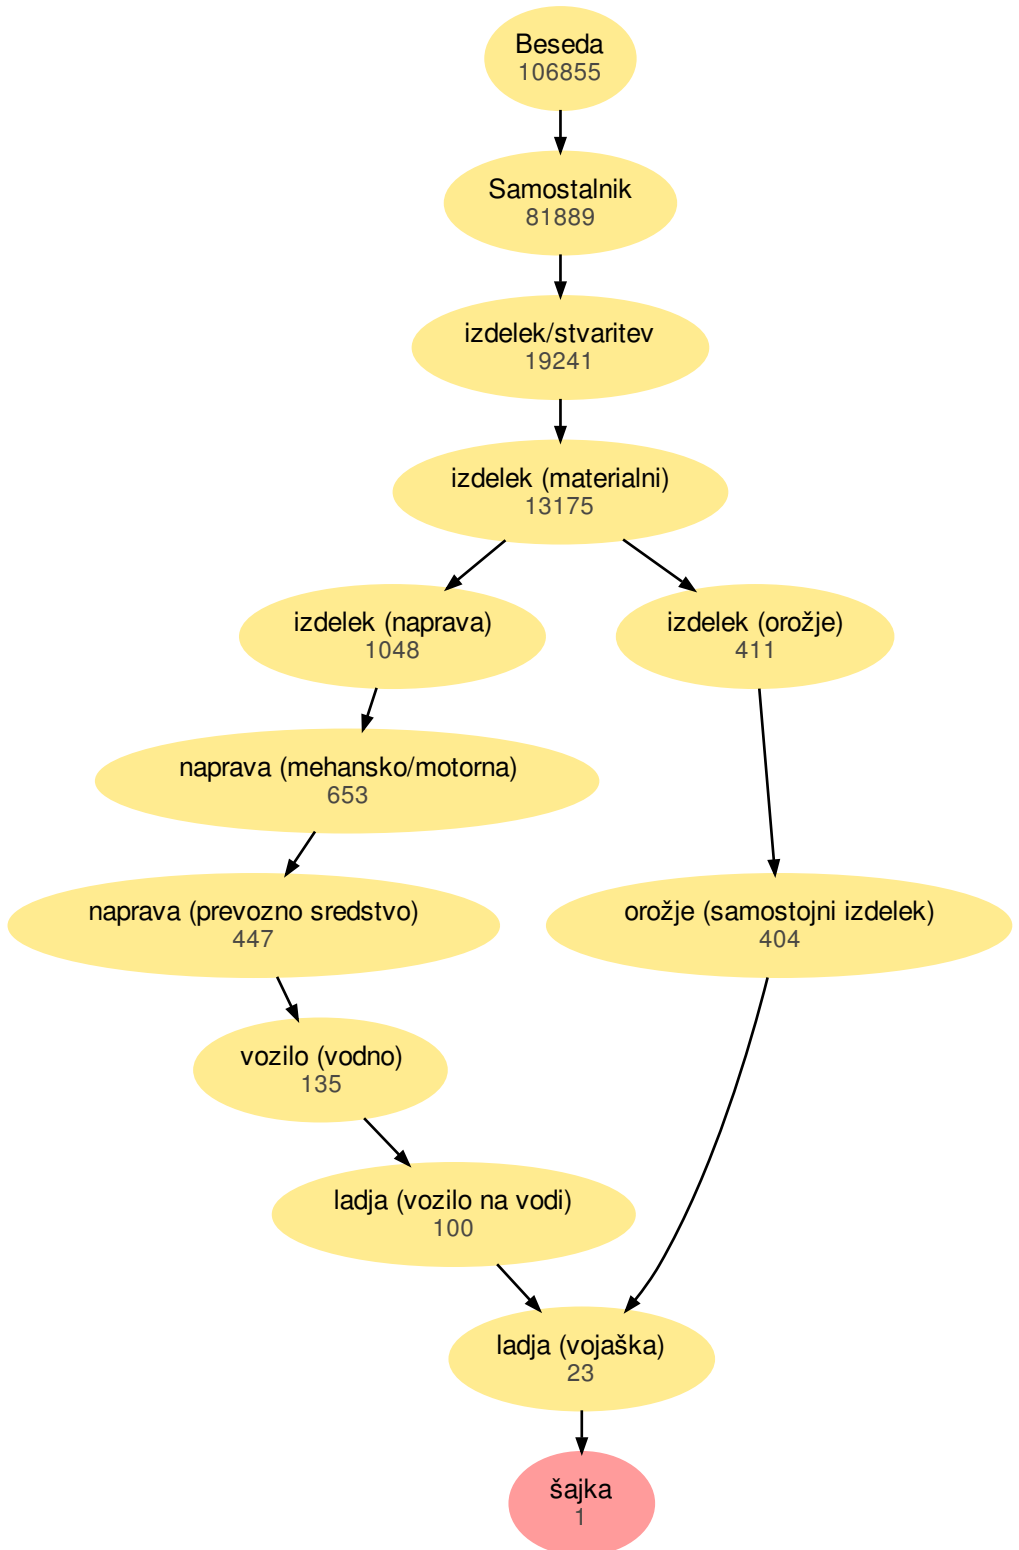 Beseda
106855
Samostalnik
81889
izdelek/stvaritev
19241
izdelek (materialni)
13175
izdelek (naprava)
1048
izdelek (orožje)
411
naprava (mehansko/motorna)
653
naprava (prevozno sredstvo)
447
orožje (samostojni izdelek)
404
vozilo (vodno)
135
ladja (vozilo na vodi)
100
ladja (vojaška)
23
šajka
1